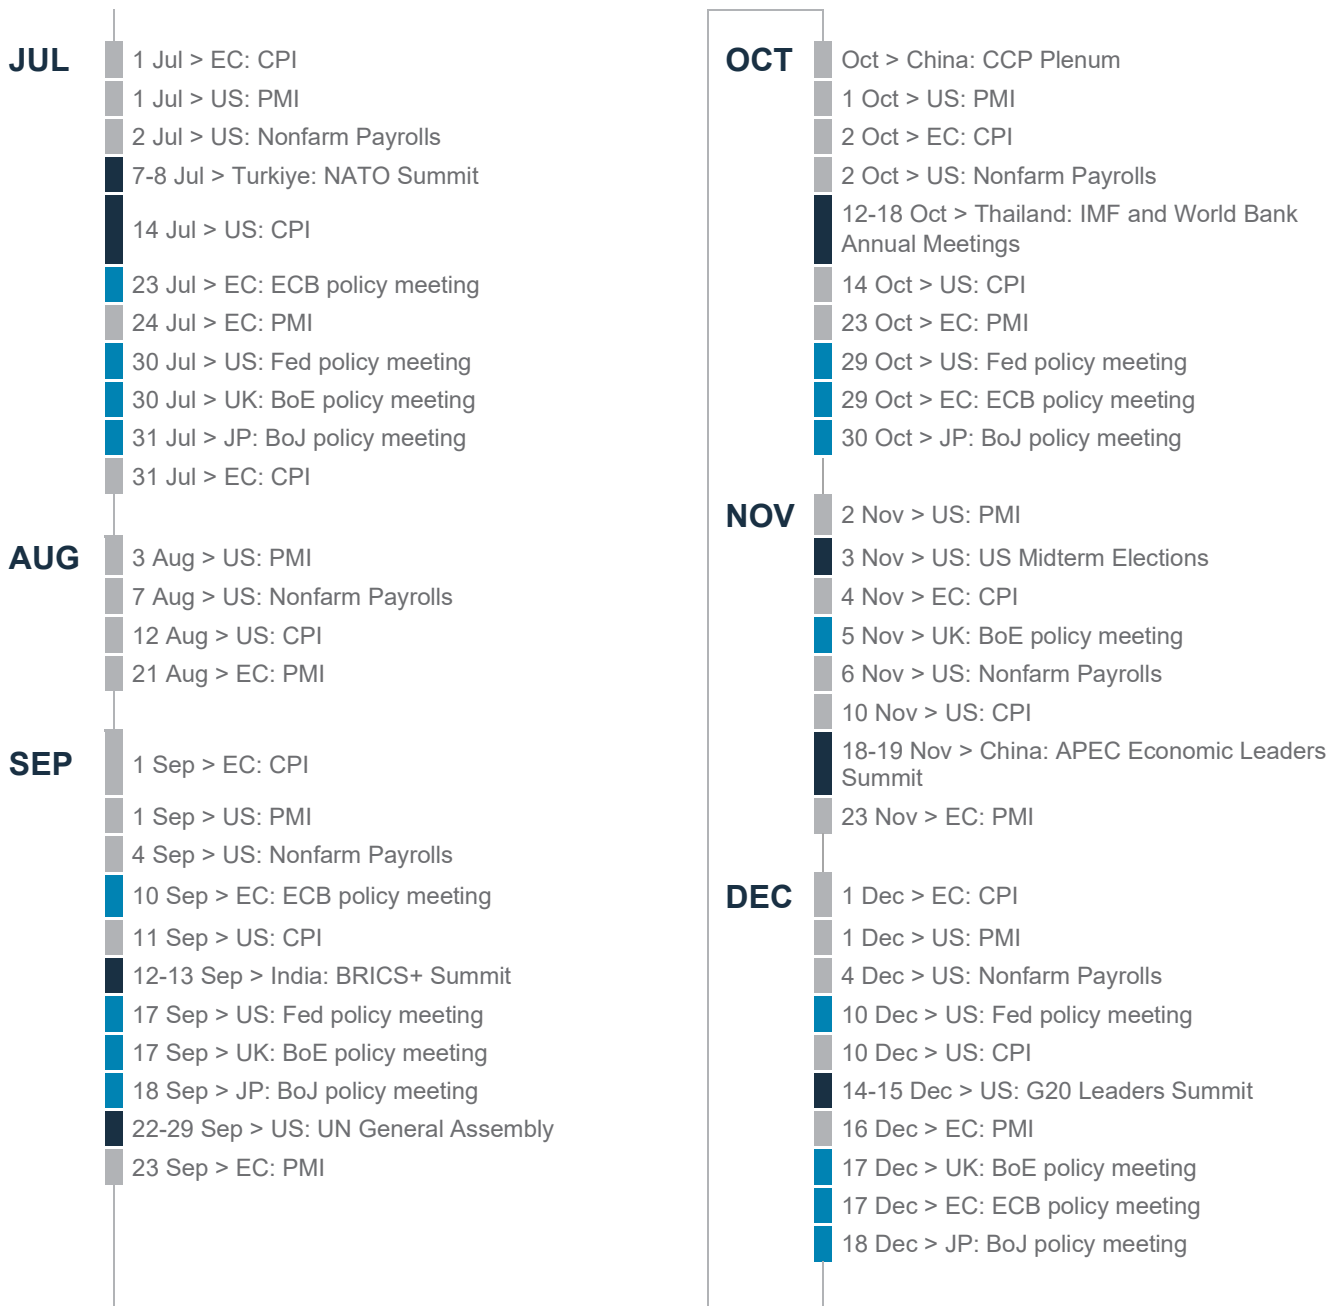 JUL
1 Jul > EC: CPI
1 Jul > US: PMI
2 Jul > US: Nonfarm Payrolls
7-8 Jul > Turkiye: NATO Summit
14 Jul > US: CPI
23 Jul > EC: ECB policy meeting
24 Jul > EC: PMI
30 Jul > US: Fed policy meeting
30 Jul > UK: BoE policy meeting
31 Jul > JP: BoJ policy meeting
31 Jul > EC: CPI
AUG
3 Aug > US: PMI
7 Aug > US: Nonfarm Payrolls
12 Aug > US: CPI
21 Aug > EC: PMI
SEP
1 Sep > EC: CPI
1 Sep > US: PMI
4 Sep > US: Nonfarm Payrolls
10 Sep > EC: ECB policy meeting
11 Sep > US: CPI
12-13 Sep > India: BRICS+ Summit
17 Sep > US: Fed policy meeting
17 Sep > UK: BoE policy meeting
18 Sep > JP: BoJ policy meeting
22-29 Sep > US: UN General Assembly
23 Sep > EC: PMI
OCT
Oct > China: CCP Plenum
1 Oct > US: PMI
2 Oct > EC: CPI
2 Oct > US: Nonfarm Payrolls
12-18 Oct > Thailand: IMF and World Bank
Annual Meetings
14 Oct > US: CPI
23 Oct > EC: PMI
29 Oct > US: Fed policy meeting
29 Oct > EC: ECB policy meeting
30 Oct > JP: BoJ policy meeting
NOV
2 Nov > US: PMI
3 Nov > US: US Midterm Elections
4 Nov > EC: CPI
5 Nov > UK: BoE policy meeting
6 Nov > US: Nonfarm Payrolls
10 Nov > US: CPI
18-19 Nov > China: APEC Economic Leaders
Summit
23 Nov > EC: PMI
DEC
1 Dec > EC: CPI
1 Dec > US: PMI
4 Dec > US: Nonfarm Payrolls
10 Dec > US: Fed policy meeting
10 Dec > US: CPI
14-15 Dec > US: G20 Leaders Summit
16 Dec > EC: PMI
17 Dec > UK: BoE policy meeting
17 Dec > EC: ECB policy meeting
18 Dec > JP: BoJ policy meeting